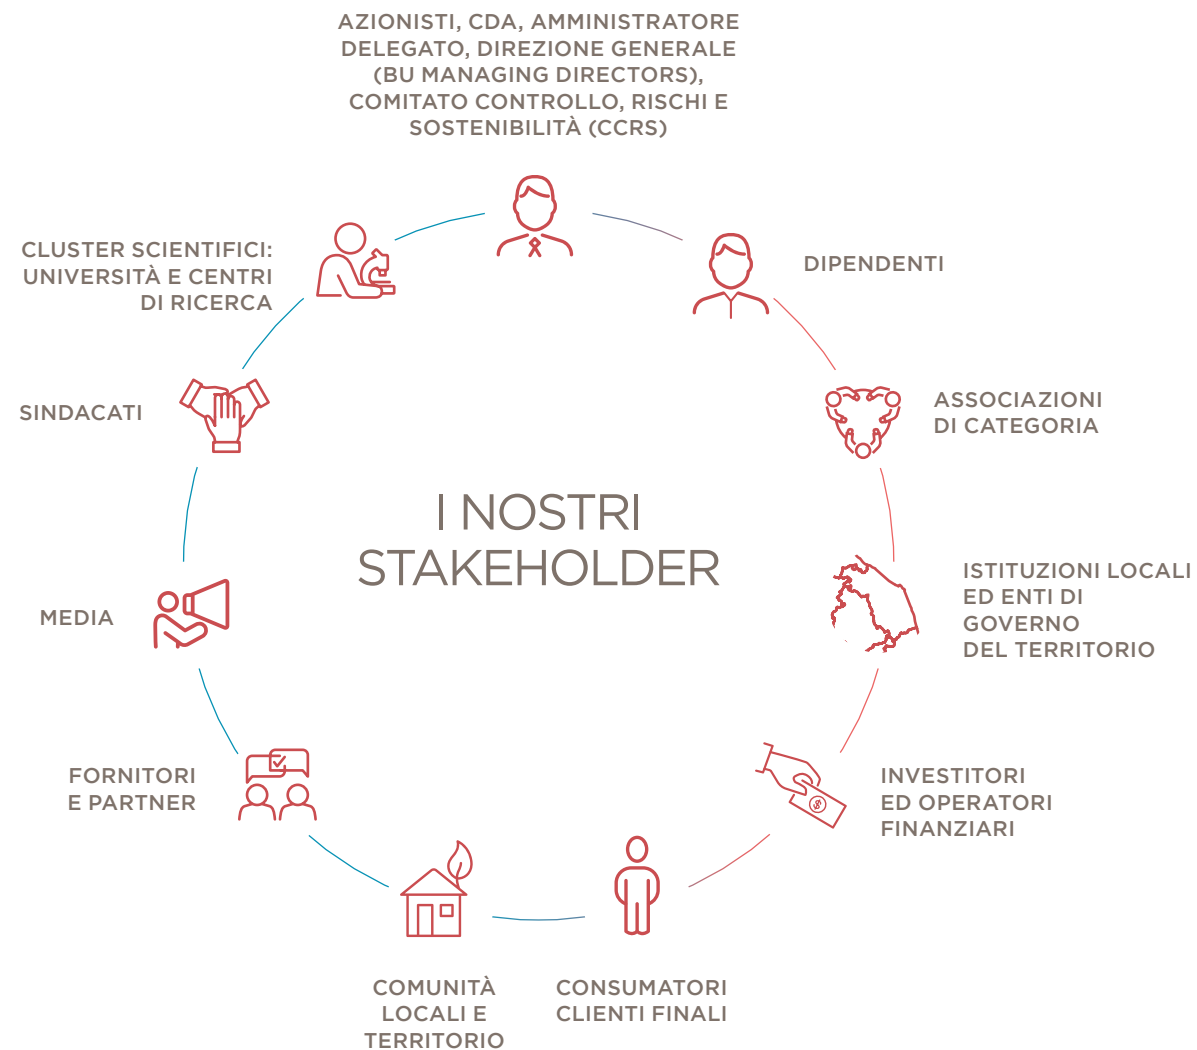 AZIONISTI, CDA, AMMINISTRATORE
DELEGATO, DIREZIONE GENERALE
(BU MANAGING DIRECTORS),
COMITATO CONTROLLO, RISCHI E
SOSTENIBILITÀ (CCRS)
DIPENDENTI
ASSOCIAZIONI
DI CATEGORIA
ISTITUZIONI LOCALI
ED ENTI DI
GOVERNO
DEL TERRITORIO
INVESTITORI
ED OPERATORI
FINANZIARI
CONSUMATORI
CLIENTI FINALI
COMUNITÀ
LOCALI E
TERRITORIO
FORNITORI
E PARTNER
MEDIA
SINDACATI
CLUSTER SCIENTIFICI:
UNIVERSITÀ E CENTRI
DI RICERCA
I NOSTRI
STAKEHOLDER
$